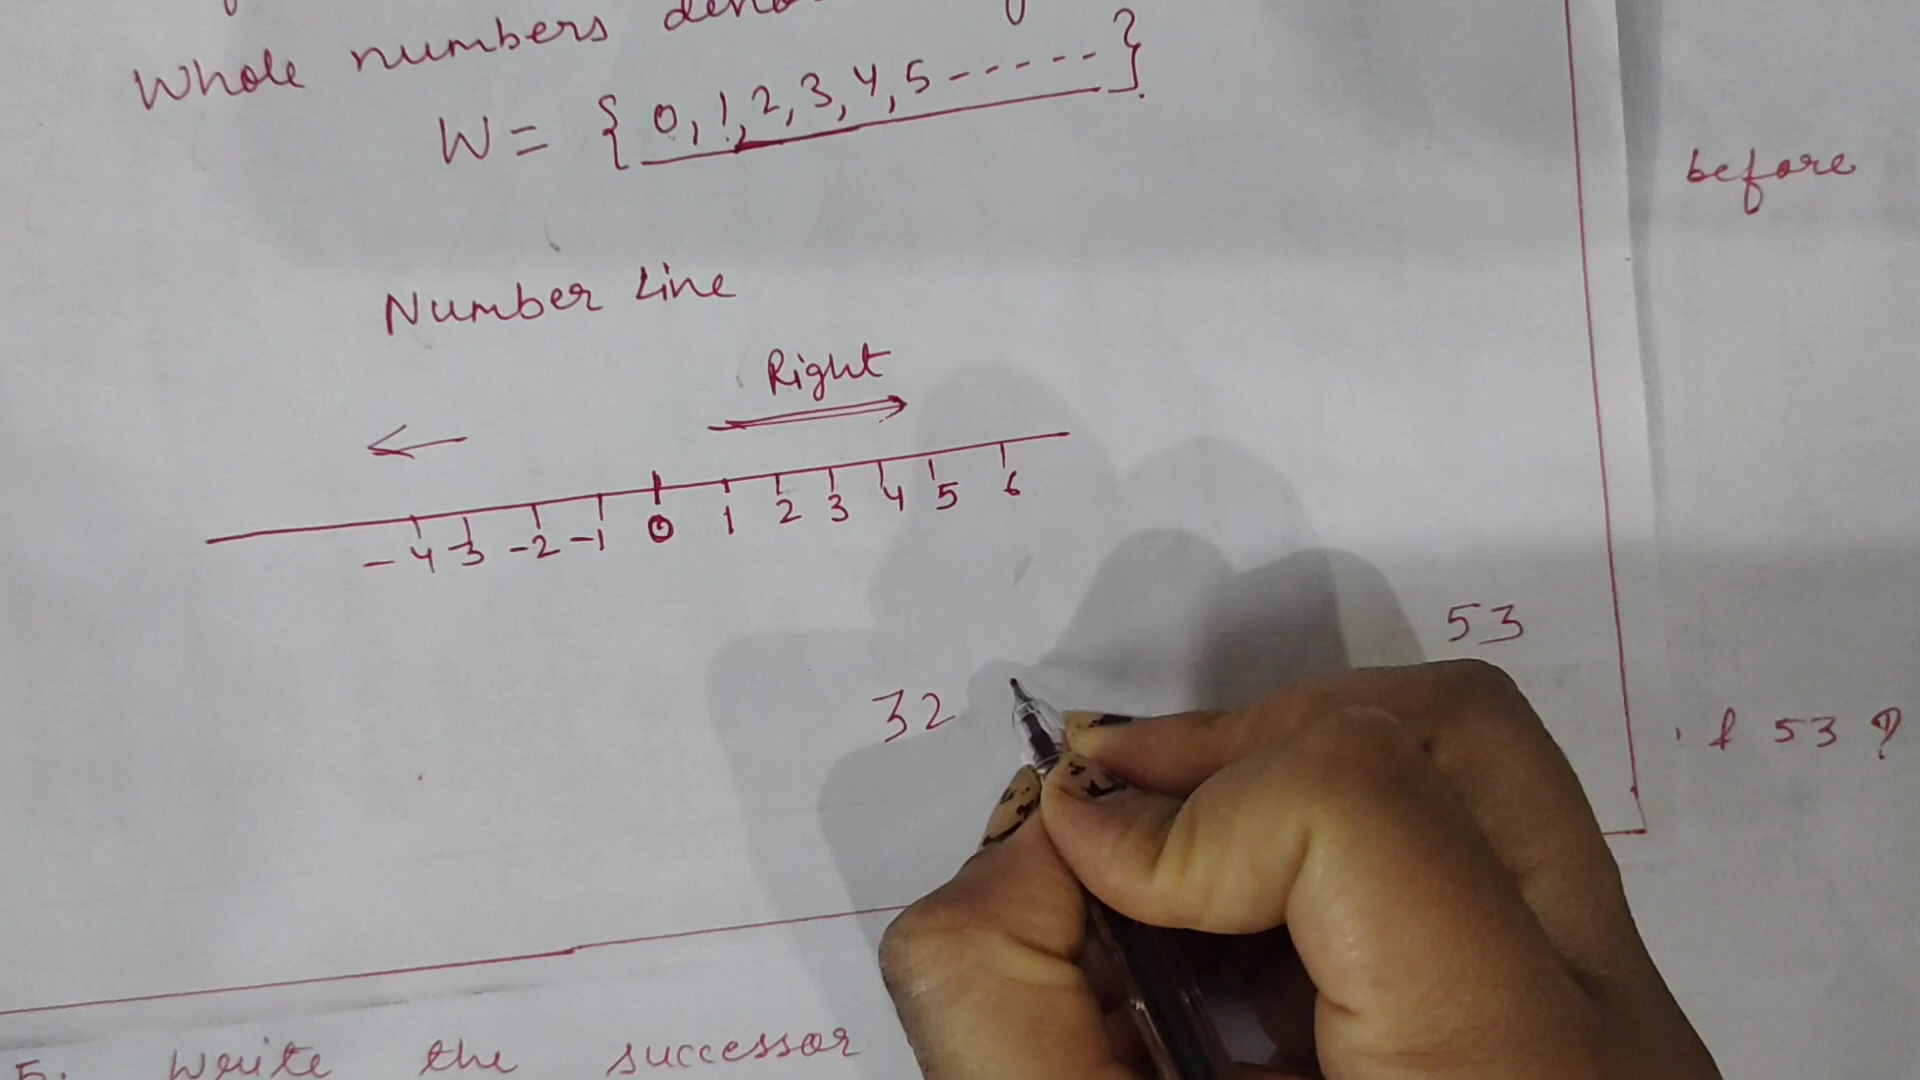 Whole numbers
W = { 0, 1, 2, 3, 4, 5 ----- }.
before
Number Line
Right
-4 -3 -2 -1 0 1 2 3 4 5 6
53
32
53 ?
5. Write the successor